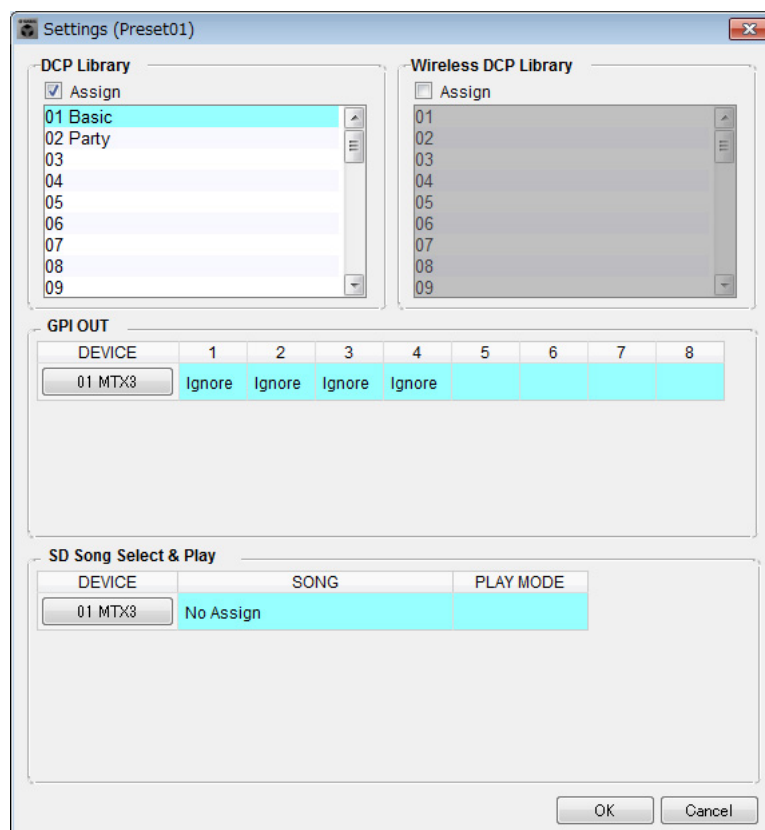 Settings (Preset01)
DCP Library
Assign
01 Basic
02 Party
03
04
05
06
07
08
09
Wireless DCP Library
Assign
01
02
03
04
05
06
07
08
09
GPI OUT
DEVICE 1 2 3 4 5 6 7 8
01 MTX3 Ignore Ignore Ignore Ignore
SD Song Select & Play
DEVICE SONG PLAY MODE
01 MTX3 No Assign
OK Cancel